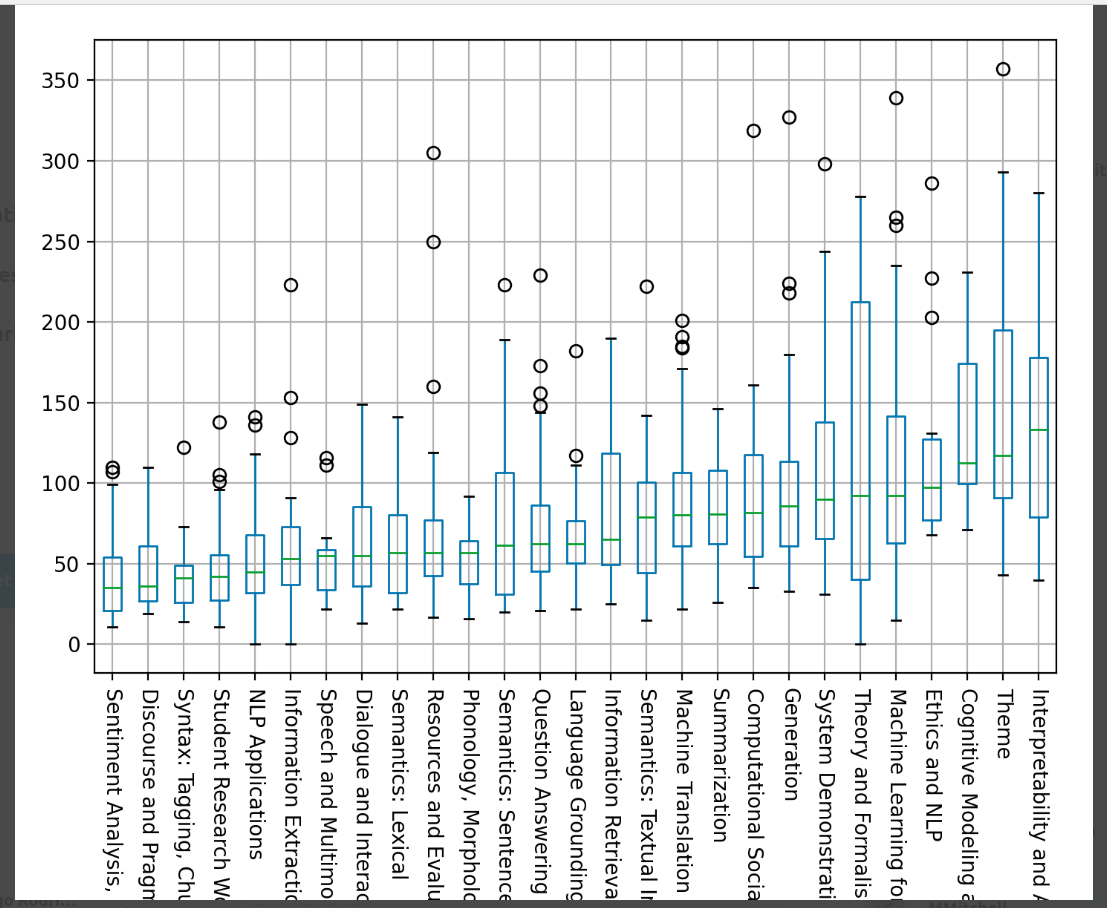 350
300
250
200
150
100
50
0
Sentiment Analysis,
Discourse and Pragm
Syntax: Tagging, Chu
Student Research Wo
NLP Applications
Information Extractio
Speech and Multimo
Dialogue and Interac
Semantics: Lexical
Resources and Evalu
Phonology, Morpholo
Semantics: Sentence
Question Answering
Language Grounding
Information Retrieva
Semantics: Textual In
Machine Translation
Summarization
Computational Socia
Generation
System Demonstrati
Theory and Formalis
Machine Learning for
Ethics and NLP
Cognitive Modeling a
Theme
Interpretability and A